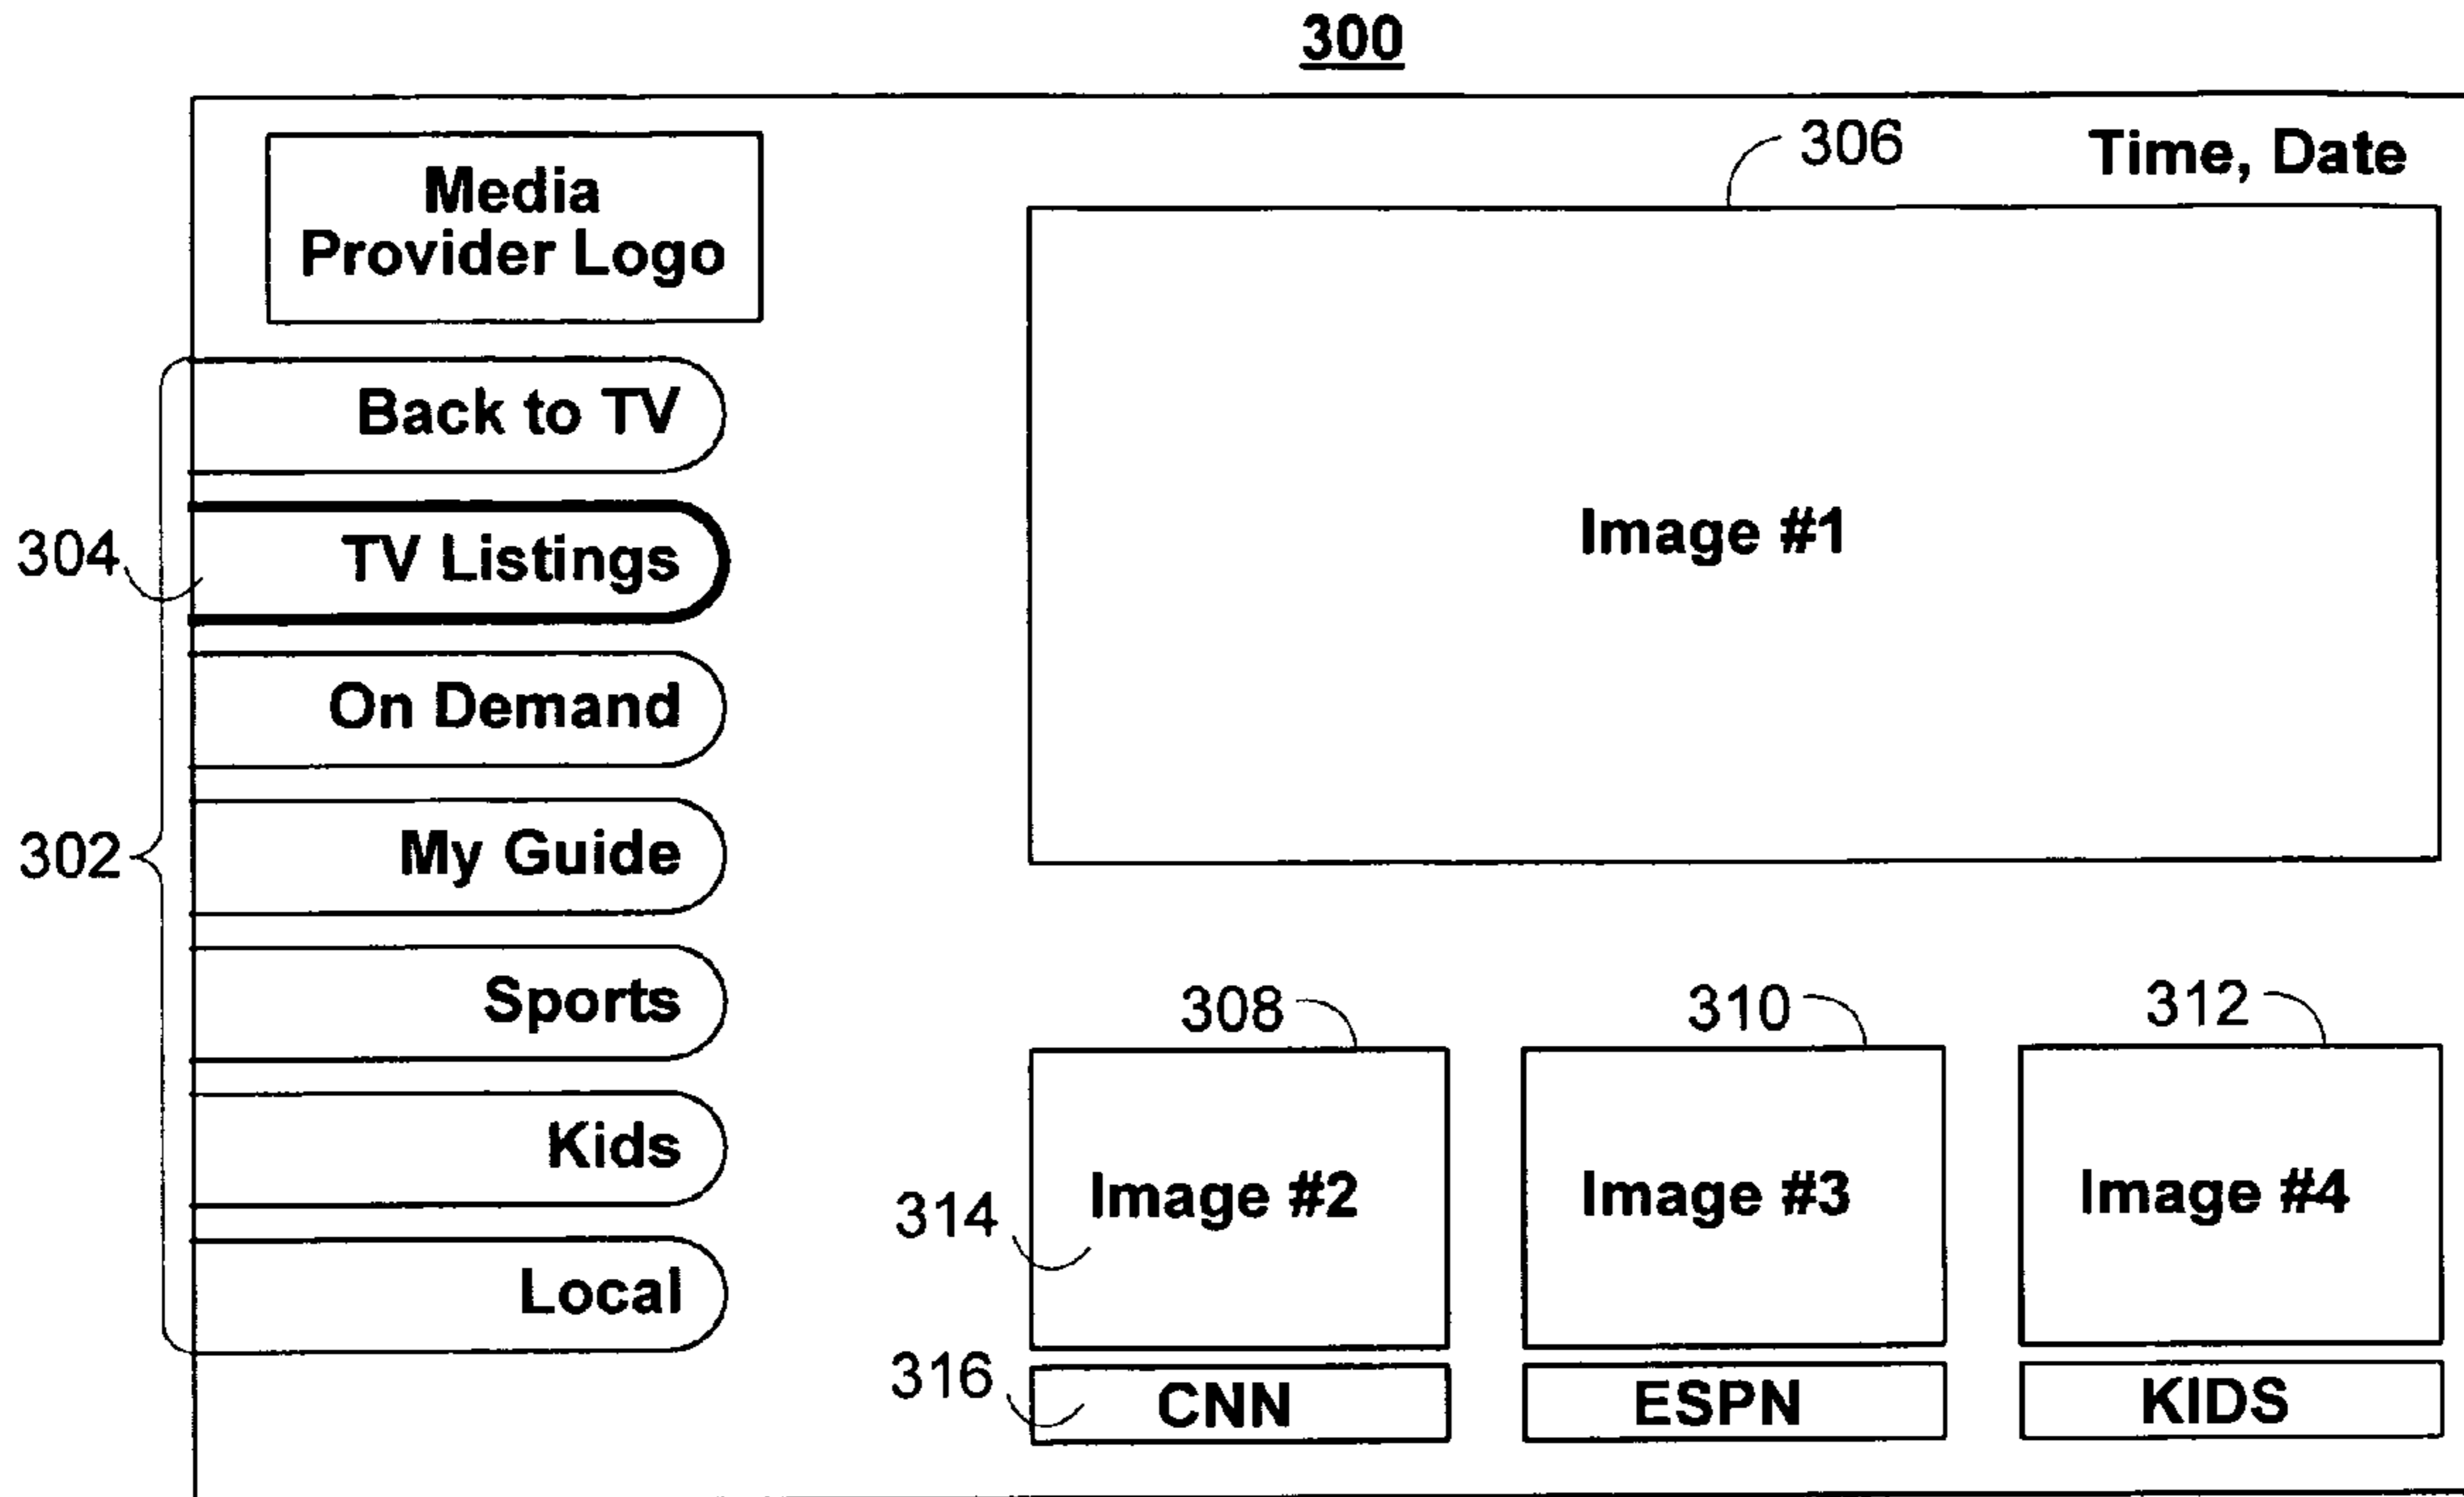 300
306
Time, Date
Media
Provider Logo
Back to TV
304
TV Listings
Image #1
On Demand
302
My Guide
Sports
308
310
312
Kids
314
Image #2
Image #3
Image #4
Local
316
CNN
ESPN
KIDS